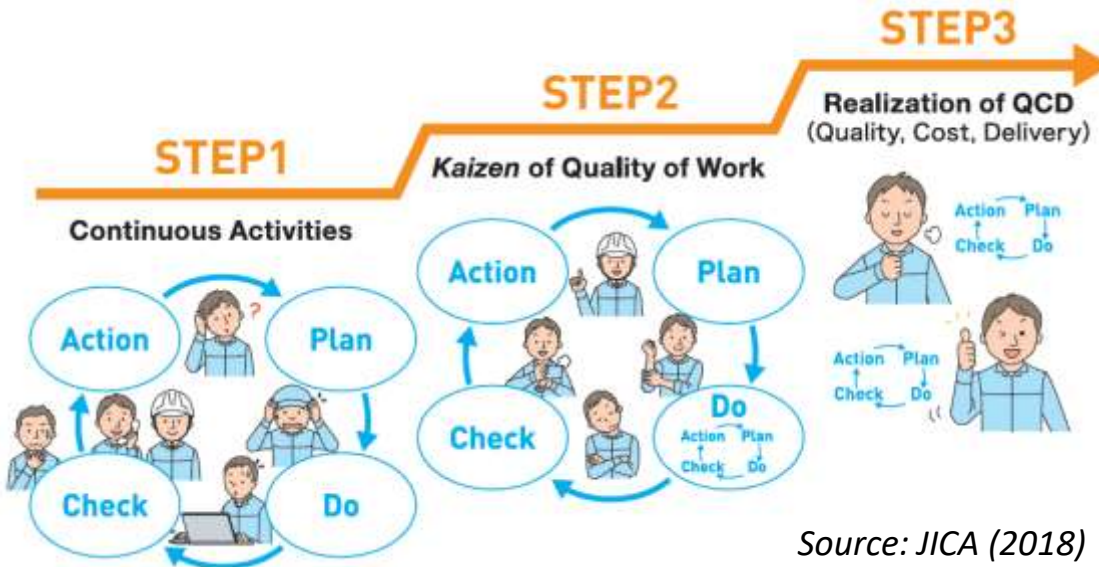 STEP1
Continuous Activities
Action
Plan
?
Check
Do
STEP2
Kaizen of Quality of Work
Action
Plan
Check
Do
Action Plan
Check Do
STEP3
Realization of QCD
(Quality, Cost, Delivery)
Action Plan
Check Do
Action Plan
Check Do
Source: JICA (2018)